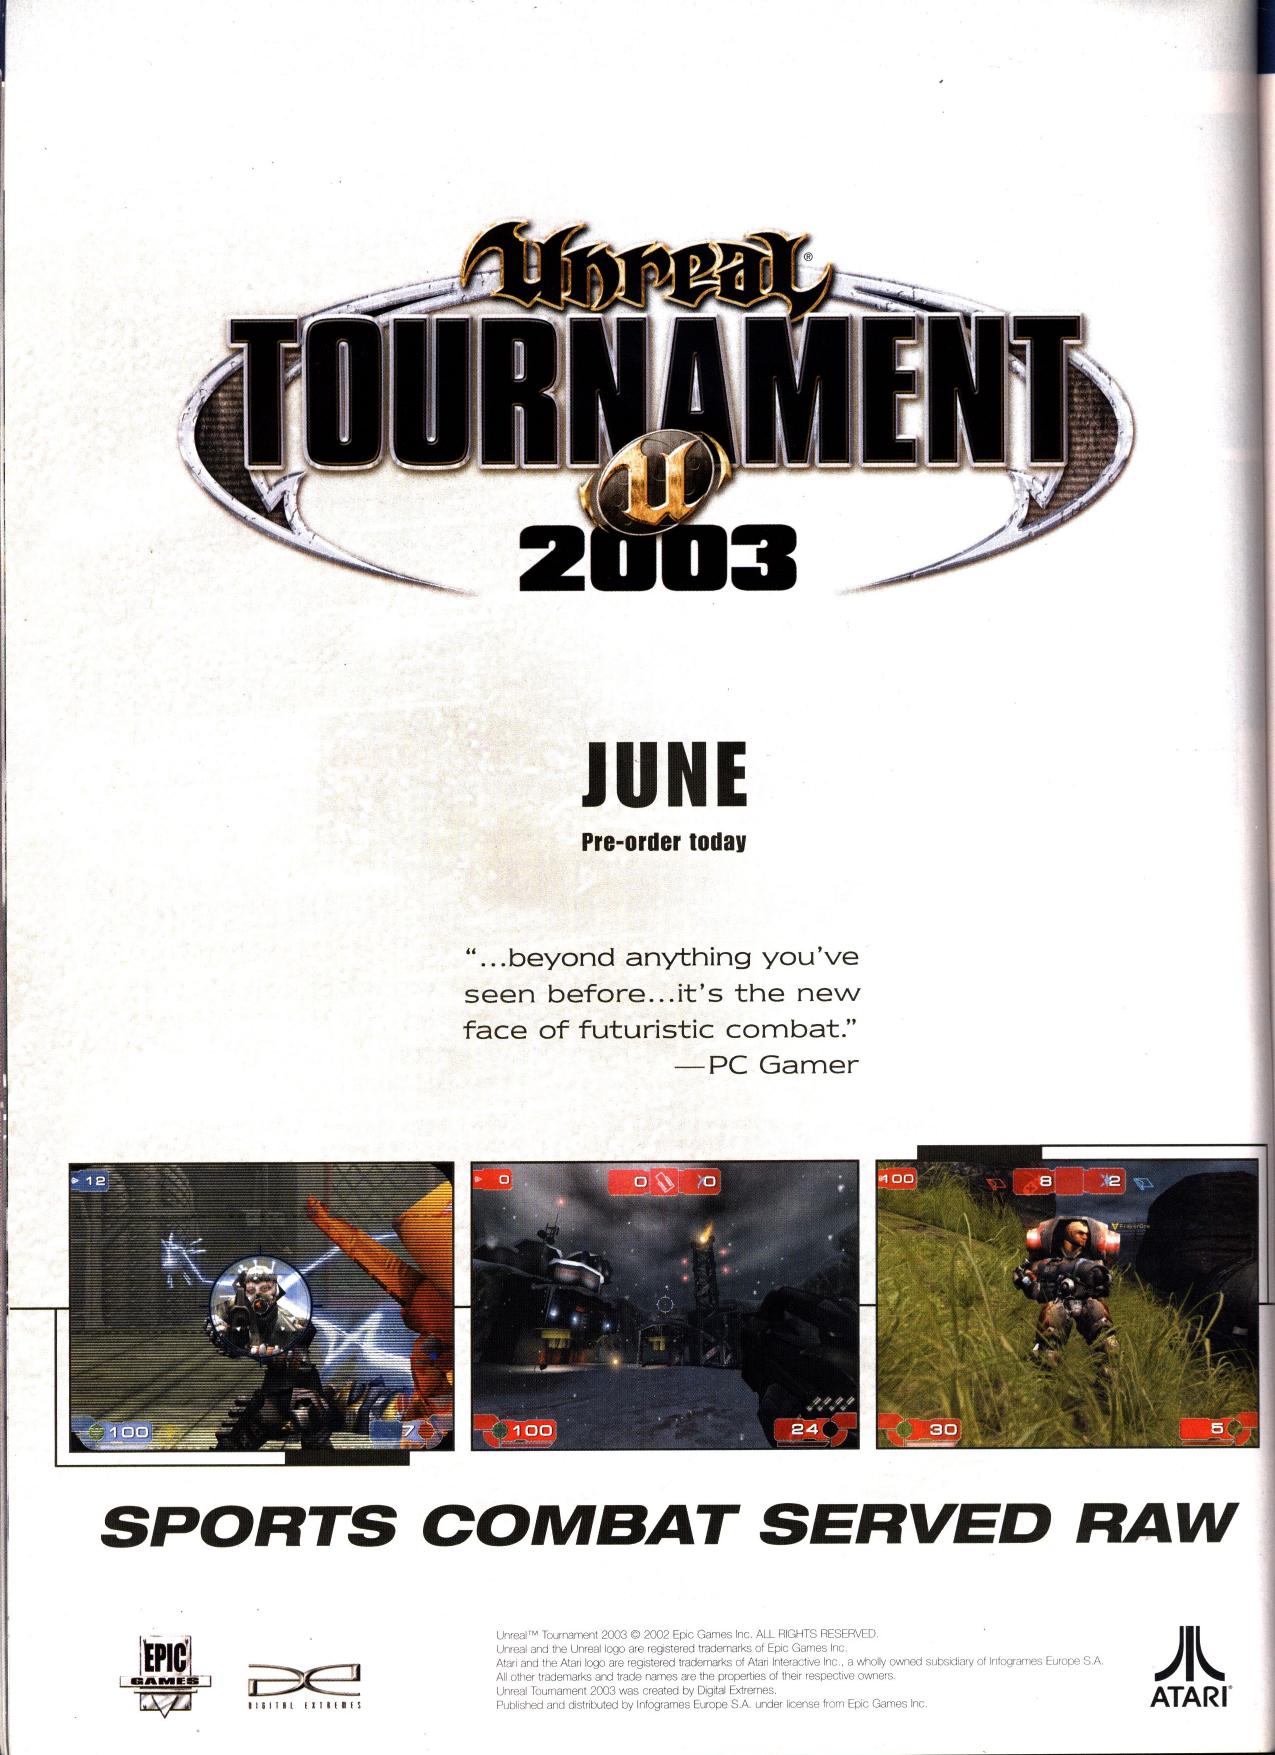 Unreal®
TOURNAMENT
U
2003
JUNE
Pre-order today
“...beyond anything you’ve
seen before...it’s the new
face of futuristic combat.”
—PC Gamer
12
100
7
0
0 0
100
24
100
8 2
30
5
SPORTS COMBAT SERVED RAW
EPIC
GAMES
DIGITAL EXTREMES
Unreal™ Tournament 2003 © 2002 Epic Games Inc. ALL RIGHTS RESERVED.
Unreal and the Unreal logo are registered trademarks of Epic Games Inc.
Atari and the Atari logo are registered trademarks of Atari Interactive Inc., a wholly owned subsidiary of Infogrames Europe S.A.
All other trademarks and trade names are the properties of their respective owners.
Unreal Tournament 2003 was created by Digital Extremes.
Published and distributed by Infogrames Europe S.A. under license from Epic Games Inc.
ATARI®